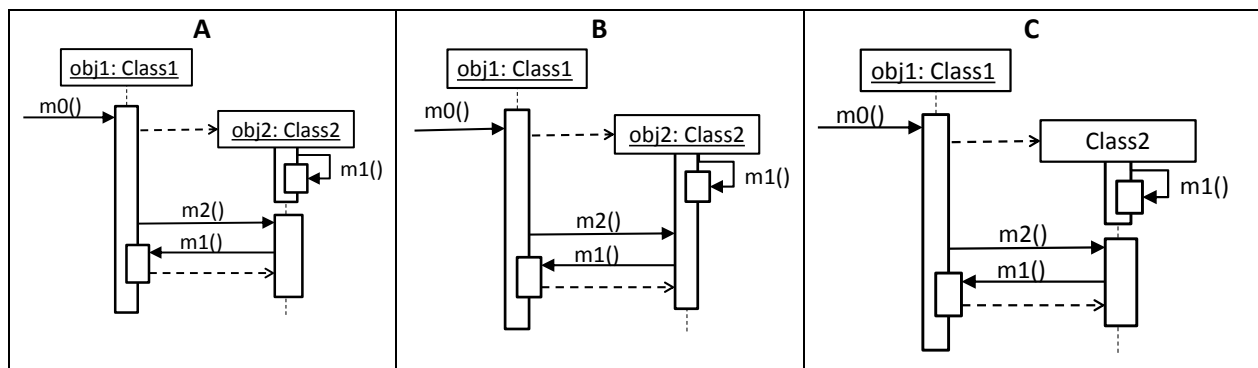 A
obj1: Class1
m0()
obj2: Class2
m1()
m2()
m1()
B
obj1: Class1
m0()
obj2: Class2
m1()
m2()
m1()
C
obj1: Class1
m0()
Class2
m1()
m2()
m1()